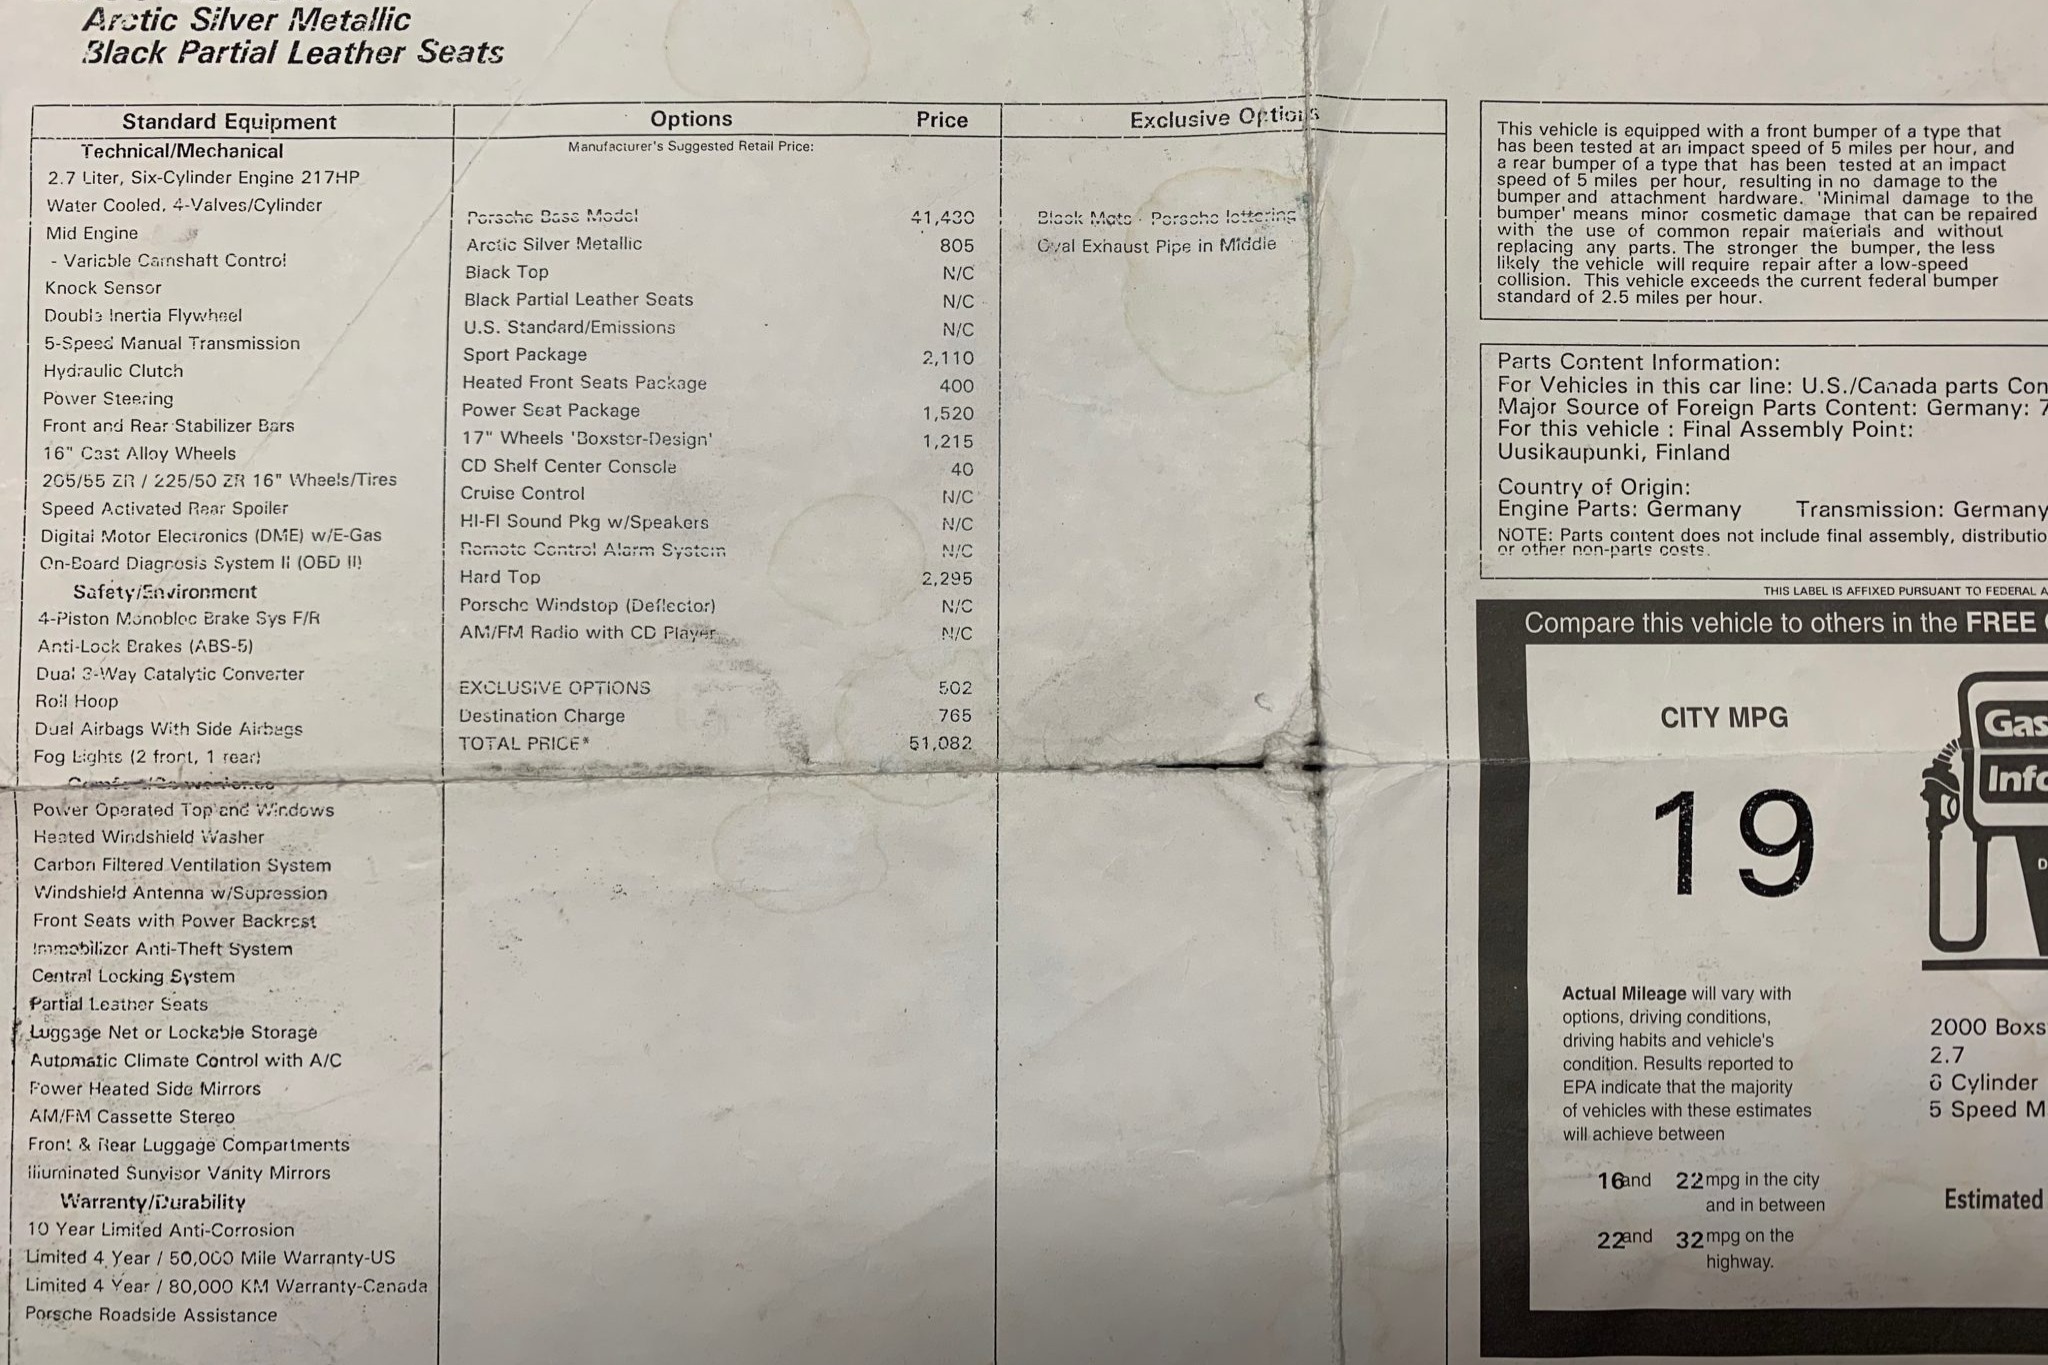 Arctic Silver Metallic
Black Partial Leather Seats
Standard Equipment
Technical/Mechanical
2.7 Liter, Six-Cylinder Engine 217HP
Water Cooled, 4-Valves/Cylinder
Mid Engine
- Variable Camshaft Control
Knock Sensor
Double Inertia Flywheel
5-Speed Manual Transmission
Hydraulic Clutch
Power Steering
Front and Rear Stabilizer Bars
16" Cast Alloy Wheels
205/55 ZR / 225/50 ZR 16" Wheels/Tires
Speed Activated Rear Spoiler
Digital Motor Electronics (DME) w/E-Gas
On-Board Diagnosis System II (OBD II)
Safety/Environment
4-Piston Monobloc Brake Sys F/R
Anti-Lock Brakes (ABS-5)
Dual 3-Way Catalytic Converter
Roll Hoop
Dual Airbags With Side Airbags
Fog Lights (2 front, 1 rear)
Comfort/Convenience
Power Operated Top and Windows
Heated Windshield Washer
Carbon Filtered Ventilation System
Windshield Antenna w/Supression
Front Seats with Power Backrest
Immobilizer Anti-Theft System
Central Locking System
Partial Leather Seats
Luggage Net or Lockable Storage
Automatic Climate Control with A/C
Power Heated Side Mirrors
AM/FM Cassette Stereo
Front & Rear Luggage Compartments
Illuminated Sunvisor Vanity Mirrors
Warranty/Durability
10 Year Limited Anti-Corrosion
Limited 4 Year / 50,000 Mile Warranty-US
Limited 4 Year / 80,000 KM Warranty-Canada
Porsche Roadside Assistance
Options Price
Manufacturer's Suggested Retail Price:
Porsche Base Model 41,430
Arctic Silver Metallic 805
Black Top N/C
Black Partial Leather Seats N/C
U.S. Standard/Emissions N/C
Sport Package 2,110
Heated Front Seats Package 400
Power Seat Package 1,520
17" Wheels 'Boxster-Design' 1,215
CD Shelf Center Console 40
Cruise Control N/C
HI-FI Sound Pkg w/Speakers N/C
Remote Control Alarm System N/C
Hard Top 2,295
Porsche Windstop (Deflector) N/C
AM/FM Radio with CD Player N/C
EXCLUSIVE OPTIONS 502
Destination Charge 765
TOTAL PRICE* 51,082
Exclusive Options
Black Mats - Porsche lettering
Oval Exhaust Pipe in Middle
This vehicle is equipped with a front bumper of a type that
has been tested at an impact speed of 5 miles per hour, and
a rear bumper of a type that has been tested at an impact
speed of 5 miles per hour, resulting in no damage to the
bumper and attachment hardware. 'Minimal damage to the
bumper' means minor cosmetic damage that can be repaired
with the use of common repair materials and without
replacing any parts. The stronger the bumper, the less
likely the vehicle will require repair after a low-speed
collision. This vehicle exceeds the current federal bumper
standard of 2.5 miles per hour.
Parts Content Information:
For Vehicles in this car line: U.S./Canada parts Con
Major Source of Foreign Parts Content: Germany: 7
For this vehicle : Final Assembly Point:
Uusikaupunki, Finland
Country of Origin:
Engine Parts: Germany Transmission: Germany
NOTE: Parts content does not include final assembly, distributio
or other non-parts costs.
THIS LABEL IS AFFIXED PURSUANT TO FEDERAL A
Compare this vehicle to others in the FREE
CITY MPG
19
Gas
Info
D
Actual Mileage will vary with
options, driving conditions,
driving habits and vehicle's
condition. Results reported to
EPA indicate that the majority
of vehicles with these estimates
will achieve between
16 and 22 mpg in the city
and in between
22 and 32 mpg on the
highway.
2000 Boxs
2.7
6 Cylinder
5 Speed M
Estimated